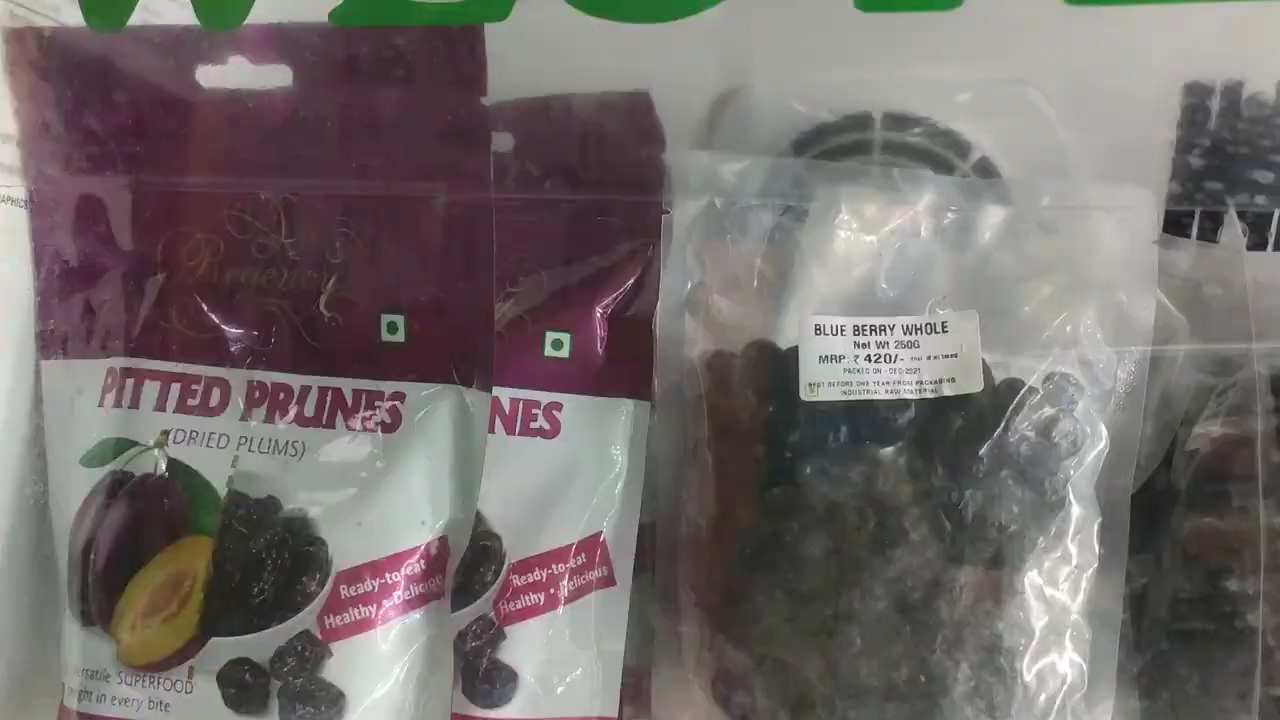 Regency
PITTED PRUNES
(DRIED PLUMS)
Ready-to-eat
Healthy • Delicious
SUPERFOOD
in every bite
NES
Ready-to-eat
Healthy • Delicious
BLUE BERRY WHOLE
Net Wt 250G
MRP: ₹ 420/-
PACKED ON - DEC-2021
BEST BEFORE ONE YEAR FROM PACKAGING
INDUSTRIAL RAW MATERIAL